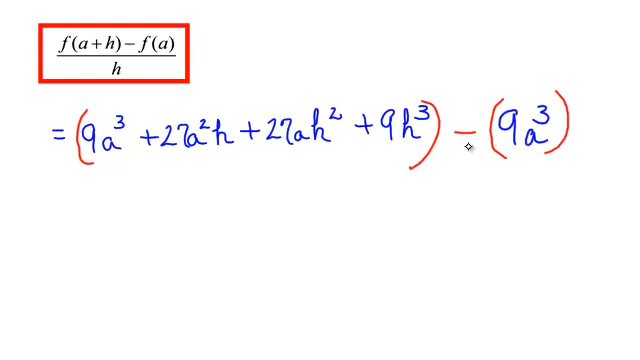 f(a+h)−f(a)
h
= (9a³ + 27a²h + 27ah² + 9h³) − (9a³)